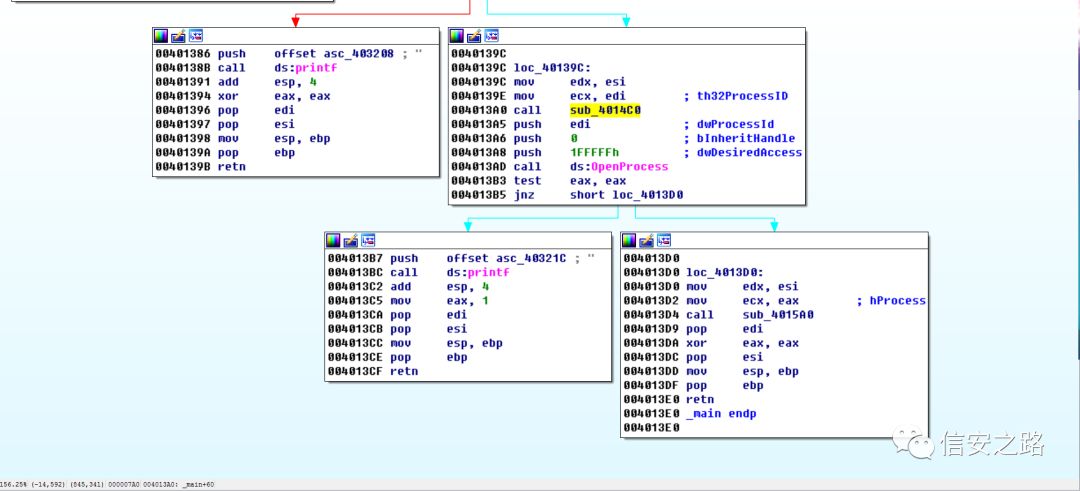 00401386 push offset asc_403208 ; "
0040138B call ds:printf
00401391 add esp, 4
00401394 xor eax, eax
00401396 pop edi
00401397 pop esi
00401398 mov esp, ebp
0040139A pop ebp
0040139B retn
0040139C
0040139C loc_40139C:
0040139C mov edx, esi
0040139E mov ecx, edi ; th32ProcessID
004013A0 call sub_4014C0
004013A5 push edi ; dwProcessId
004013A6 push 0 ; bInheritHandle
004013A8 push 1FFFFFh ; dwDesiredAccess
004013AD call ds:OpenProcess
004013B3 test eax, eax
004013B5 jnz short loc_4013D0
004013B7 push offset asc_40321C ; "
004013BC call ds:printf
004013C2 add esp, 4
004013C5 mov eax, 1
004013CA pop edi
004013CB pop esi
004013CC mov esp, ebp
004013CE pop ebp
004013CF retn
004013D0
004013D0 loc_4013D0:
004013D0 mov edx, esi
004013D2 mov ecx, eax ; hProcess
004013D4 call sub_4015A0
004013D9 pop edi
004013DA xor eax, eax
004013DC pop esi
004013DD mov esp, ebp
004013DF pop ebp
004013E0 retn
004013E0 _main endp
004013E0
信安之路
156.25% (-14,592) (845,341) 000007A0 004013A0: _main+60